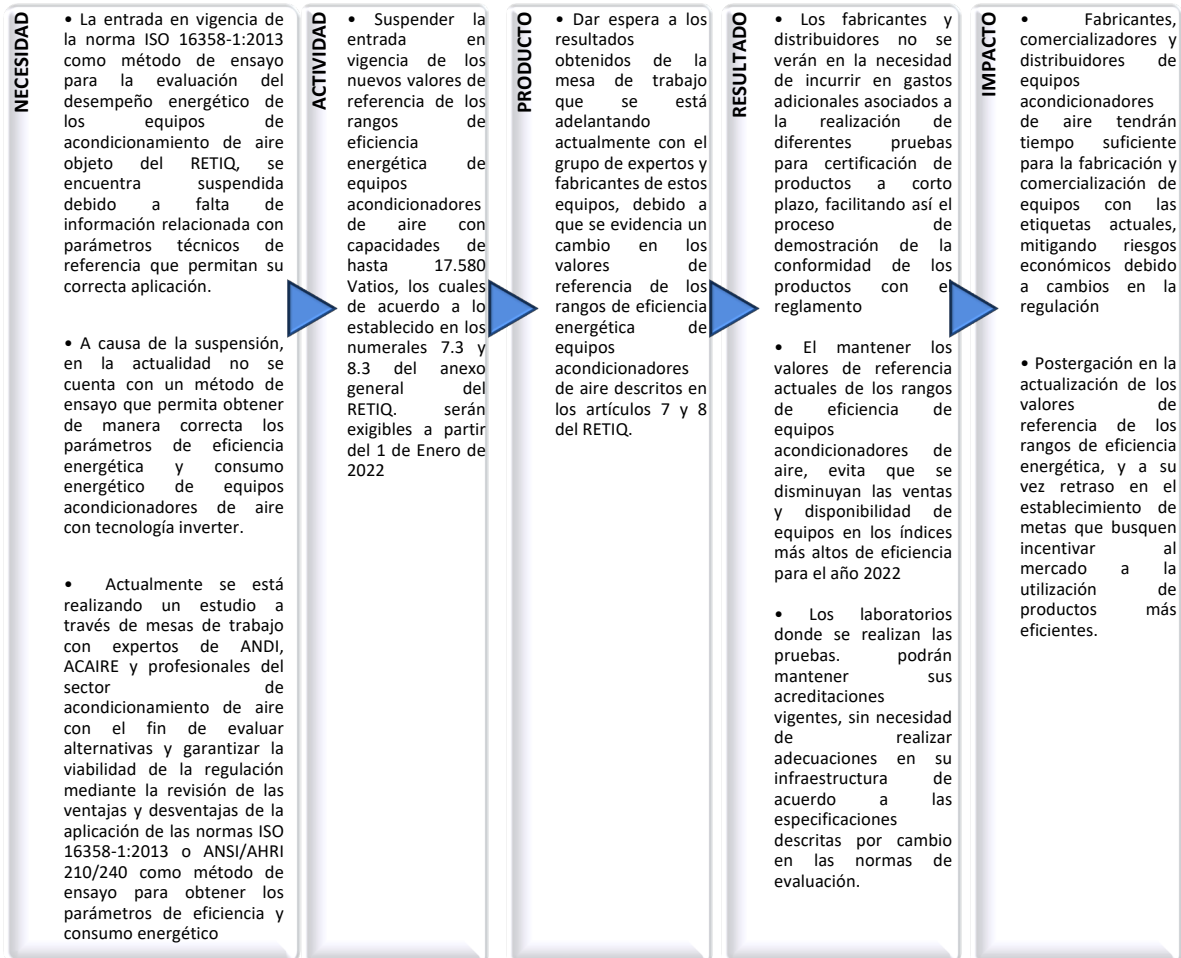 NECESIDAD
• La entrada en vigencia de
la norma ISO 16358-1:2013
como método de ensayo
para la evaluación del
desempeño energético de
los equipos de
acondicionamiento de aire
objeto del RETIQ, se
encuentra suspendida
debido a falta de
información relacionada con
parámetros técnicos de
referencia que permitan su
correcta aplicación.
• A causa de la suspensión,
en la actualidad no se
cuenta con un método de
ensayo que permita obtener
de manera correcta los
parámetros de eficiencia
energética y consumo
energético de equipos
acondicionadores de aire
con tecnología inverter.
• Actualmente se está
realizando un estudio a
través de mesas de trabajo
con expertos de ANDI,
ACAIRE y profesionales del
sector de
acondicionamiento de aire
con el fin de evaluar
alternativas y garantizar la
viabilidad de la regulación
mediante la revisión de las
ventajas y desventajas de la
aplicación de las normas ISO
16358-1:2013 o ANSI/AHRI
210/240 como método de
ensayo para obtener los
parámetros de eficiencia y
consumo energético
ACTIVIDAD
• Suspender la
entrada en
vigencia de los
nuevos valores de
referencia de los
rangos de
eficiencia
energética de
equipos
acondicionadores
de aire con
capacidades de
hasta 17.580
Vatios, los cuales
de acuerdo a lo
establecido en los
numerales 7.3 y
8.3 del anexo
general del
RETIQ. serán
exigibles a partir
del 1 de Enero de
2022
PRODUCTO
• Dar espera a los
resultados
obtenidos de la
mesa de trabajo
que se está
adelantando
actualmente con el
grupo de expertos y
fabricantes de estos
equipos, debido a
que se evidencia un
cambio en los
valores de
referencia de los
rangos de eficiencia
energética de
equipos
acondicionadores
de aire descritos en
los artículos 7 y 8
del RETIQ.
RESULTADO
• Los fabricantes y
distribuidores no se
verán en la necesidad
de incurrir en gastos
adicionales asociados a
la realización de
diferentes pruebas
para certificación de
productos a corto
plazo, facilitando así el
proceso de
demostración de la
conformidad de los
productos con el
reglamento
• El mantener los
valores de referencia
actuales de los rangos
de eficiencia de
equipos
acondicionadores de
aire, evita que se
disminuyan las ventas
y disponibilidad de
equipos en los índices
más altos de eficiencia
para el año 2022
• Los laboratorios
donde se realizan las
pruebas. podrán
mantener sus
acreditaciones
vigentes, sin necesidad
de realizar
adecuaciones en su
infraestructura de
acuerdo a las
especificaciones
descritas por cambio
en las normas de
evaluación.
IMPACTO
• Fabricantes,
comercializadores y
distribuidores de
equipos
acondicionadores
de aire tendrán
tiempo suficiente
para la fabricación y
comercialización de
equipos con las
etiquetas actuales,
mitigando riesgos
económicos debido
a cambios en la
regulación
• Postergación en la
actualización de los
valores de
referencia de los
rangos de eficiencia
energética, y a su
vez retraso en el
establecimiento de
metas que busquen
incentivar al
mercado a la
utilización de
productos más
eficientes.